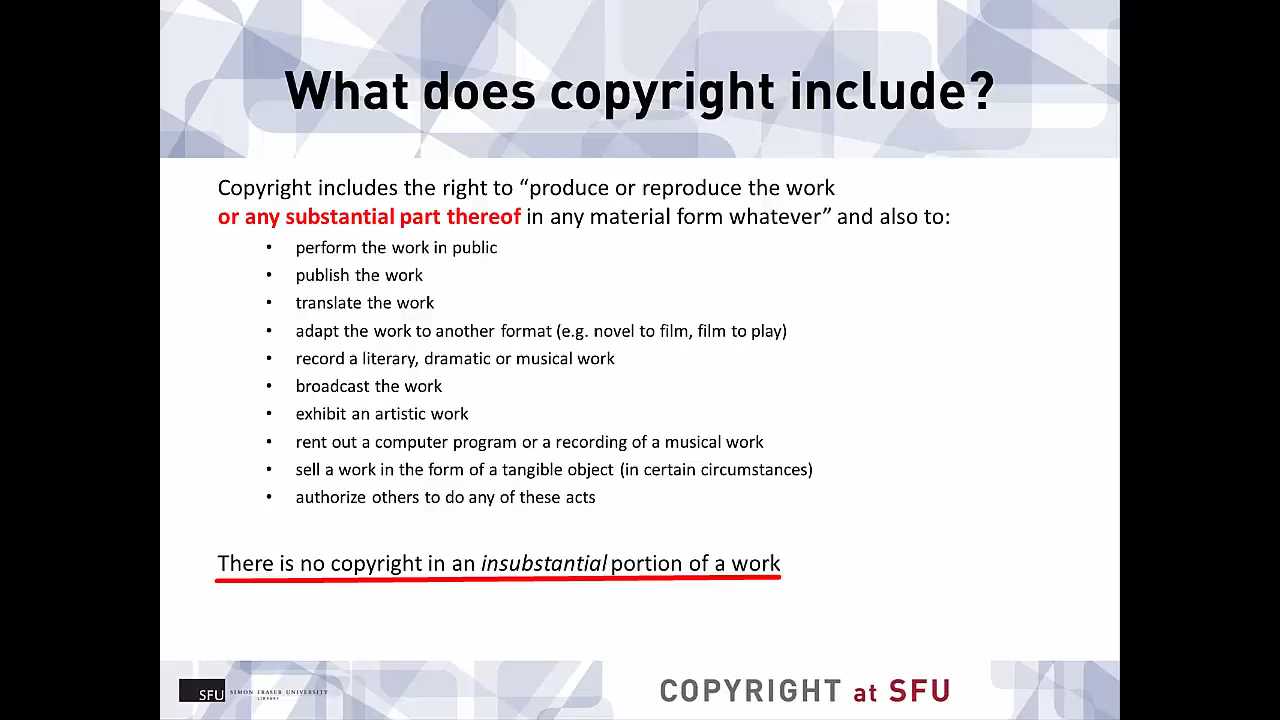 What does copyright include?
Copyright includes the right to “produce or reproduce the work
or any substantial part thereof in any material form whatever” and also to:
• perform the work in public
• publish the work
• translate the work
• adapt the work to another format (e.g. novel to film, film to play)
• record a literary, dramatic or musical work
• broadcast the work
• exhibit an artistic work
• rent out a computer program or a recording of a musical work
• sell a work in the form of a tangible object (in certain circumstances)
• authorize others to do any of these acts
There is no copyright in an insubstantial portion of a work
SFU SIMON FRASER UNIVERSITY
LIBRARY
COPYRIGHT at SFU